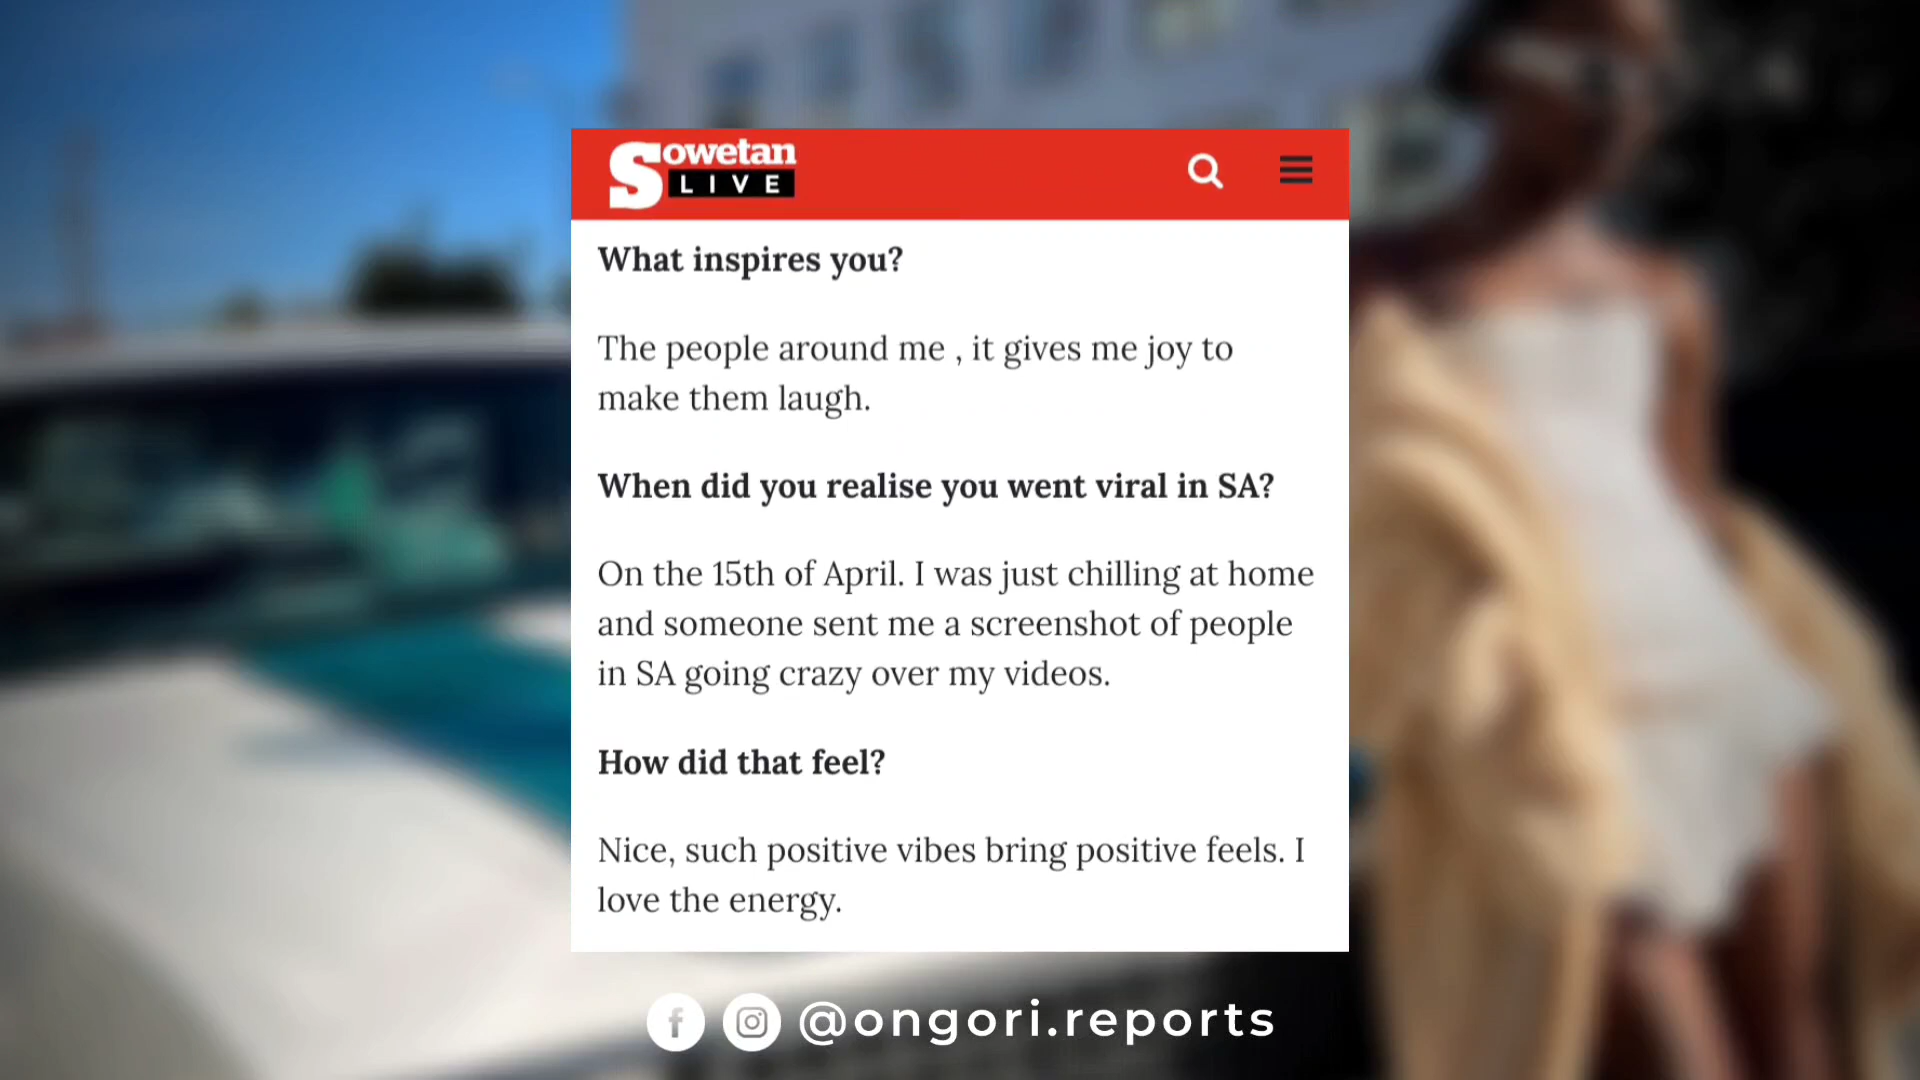 Sowetan
LIVE
What inspires you?
The people around me , it gives me joy to
make them laugh.
When did you realise you went viral in SA?
On the 15th of April. I was just chilling at home
and someone sent me a screenshot of people
in SA going crazy over my videos.
How did that feel?
Nice, such positive vibes bring positive feels. I
love the energy.
@ongori.reports